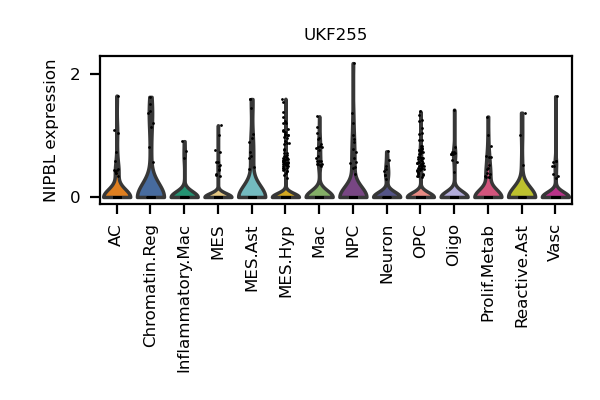 UKF255
NIPBL expression
2
0
AC
Chromatin.Reg
Inflammatory.Mac
MES
MES.Ast
MES.Hyp
Mac
NPC
Neuron
OPC
Oligo
Prolif.Metab
Reactive.Ast
Vasc